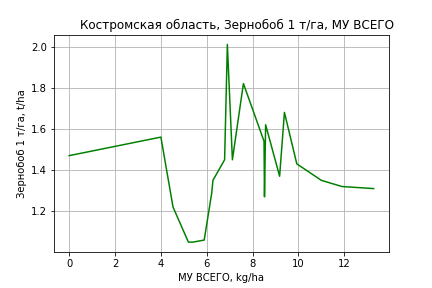 Костромская область, Зернобоб 1 т/га, МУ ВСЕГО
Зернобоб 1 т/га, t/ha
2.0
1.8
1.6
1.4
1.2
0 2 4 6 8 10 12
МУ ВСЕГО, kg/ha